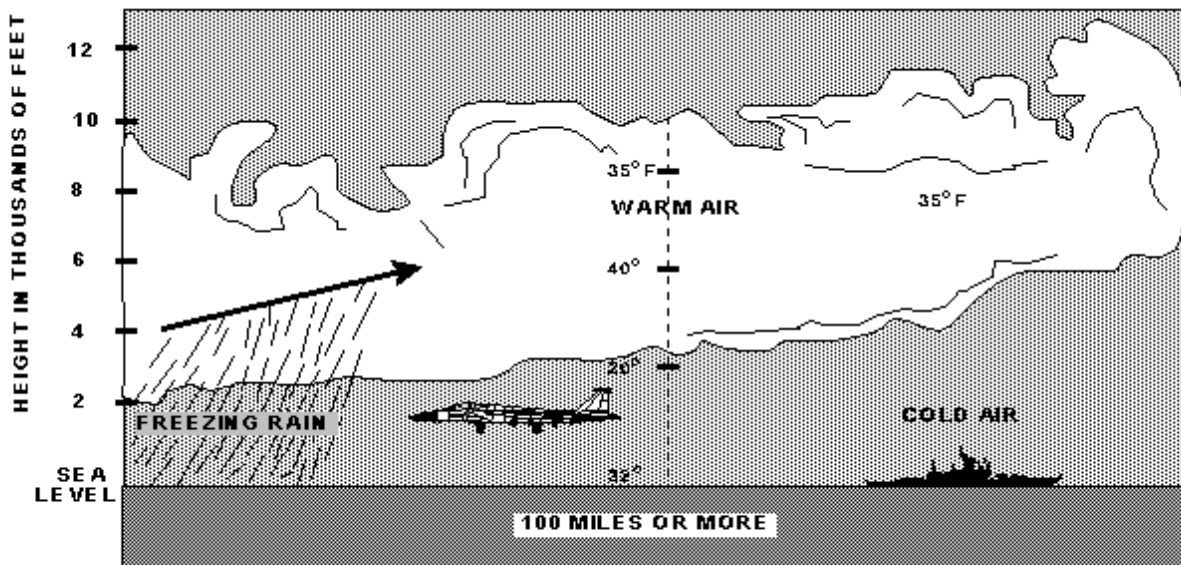 HEIGHT IN THOUSANDS OF FEET
12
10
8
6
4
2
SEA
LEVEL
35° F
WARM AIR
35° F
40°
20°
FREEZING RAIN
COLD AIR
32°
100 MILES OR MORE